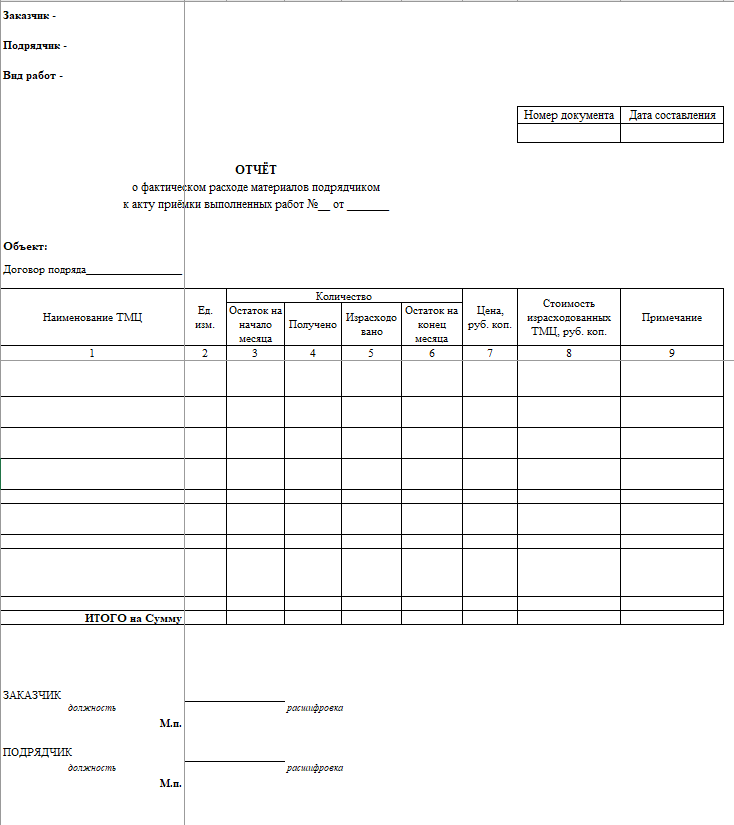 Заказчик -
Подрядчик -
Вид работ -
Номер документа Дата составления
ОТЧЁТ
о фактическом расходе материалов подрядчиком
к акту приёмки выполненных работ №__ от _______
Объект:
Договор подряда________________
Наименование ТМЦ
Ед.
изм.
Количество
Остаток на
начало
месяца
Получено
Израсходо
вано
Остаток на
конец
месяца
Цена,
руб. коп.
Стоимость
израсходованных
ТМЦ, руб. коп.
Примечание
1 2 3 4 5 6 7 8 9
ИТОГО на Сумму
ЗАКАЗЧИК
должность расшифровка
М.п.
ПОДРЯДЧИК
должность расшифровка
М.п.